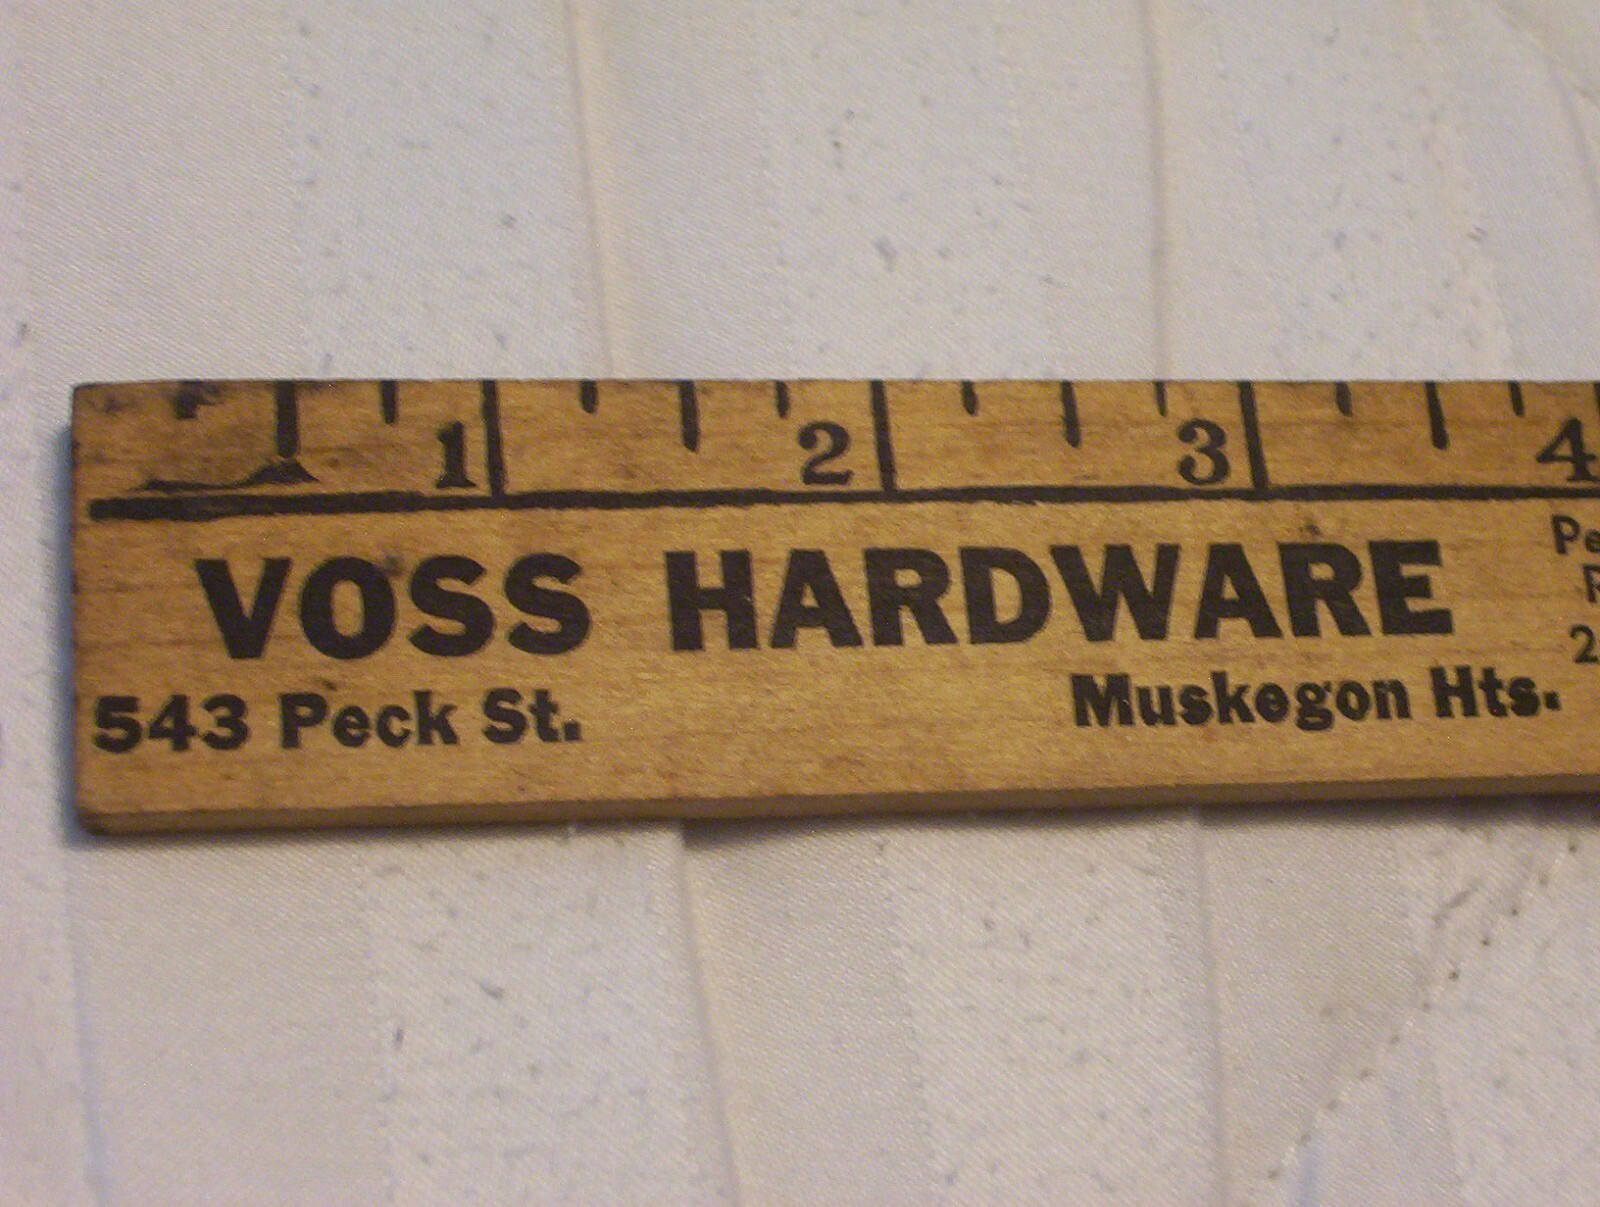 1 2 3 4
VOSS HARDWARE
543 Peck St. Muskegon Hts.